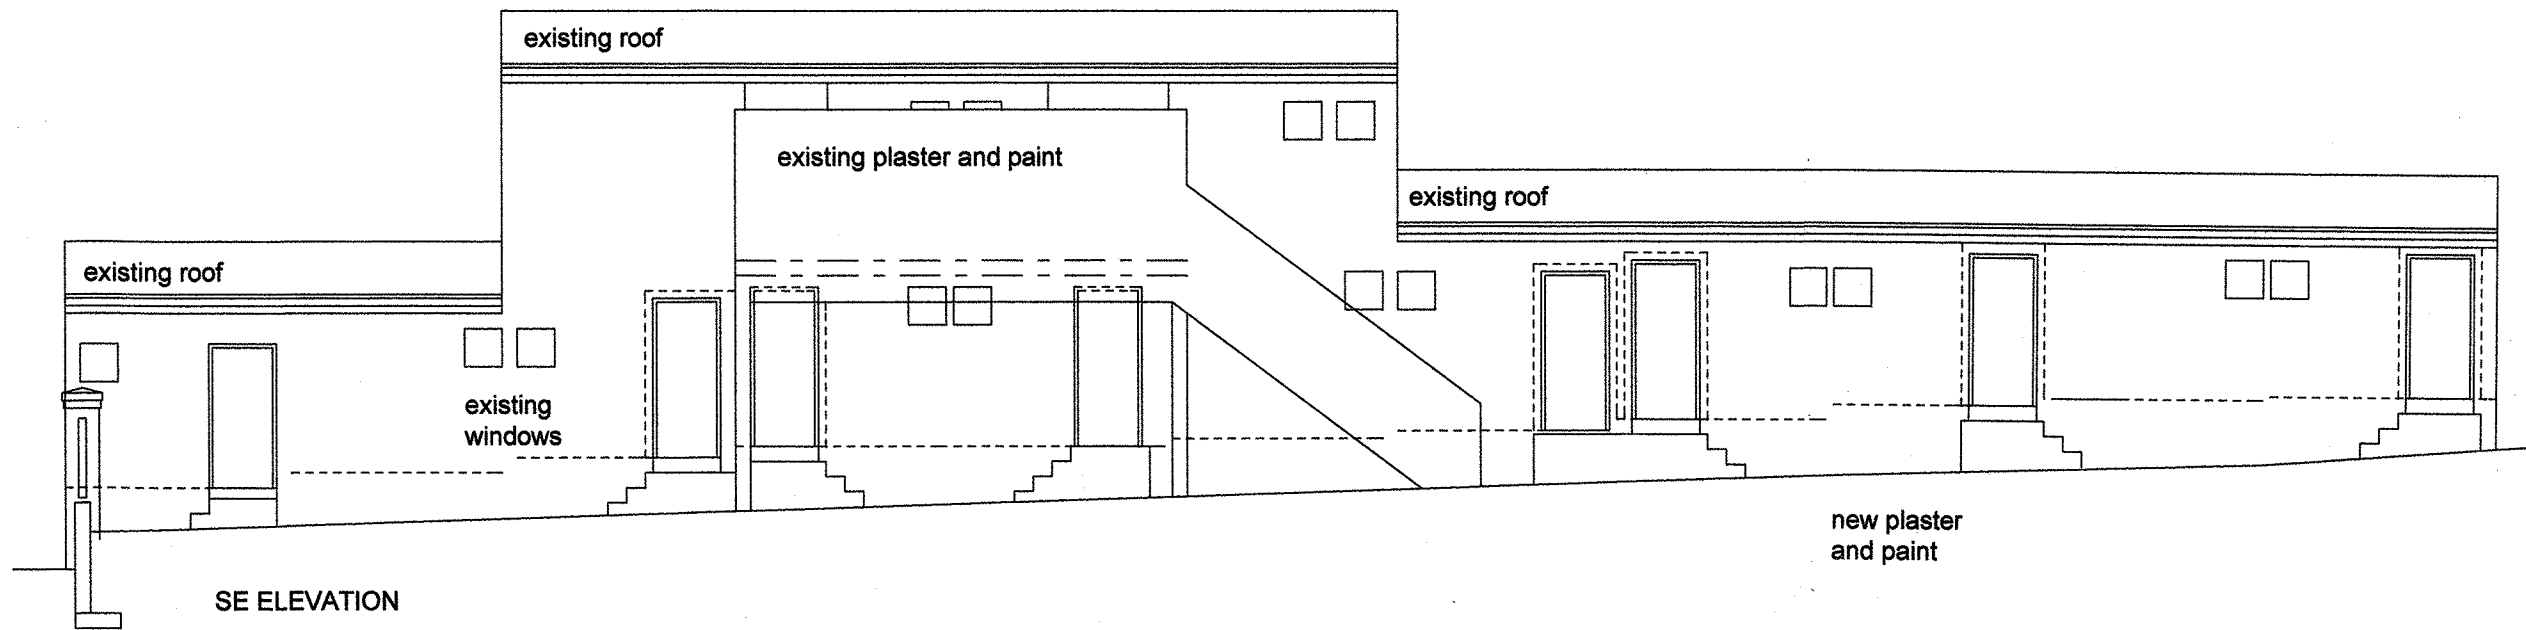 existing roof
existing plaster and paint
existing roof
existing roof
existing
windows
new plaster
and paint
SE ELEVATION